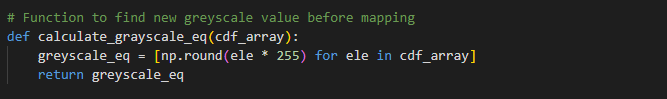 # Function to find new greyscale value before mapping
def calculate_grayscale_eq(cdf_array):
    greyscale_eq = [np.round(ele * 255) for ele in cdf_array]
    return greyscale_eq